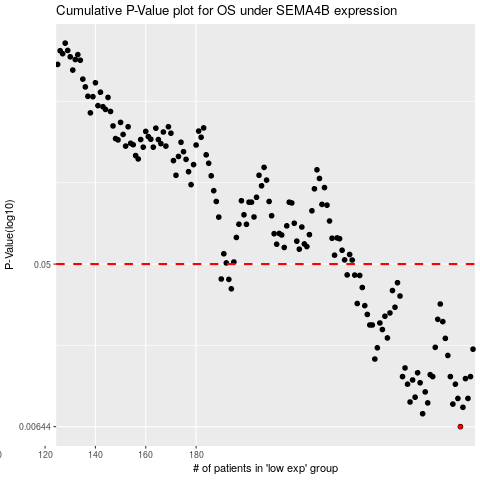 Cumulative P-Value plot for OS under SEMA4B expression
P-Value(log10)
0.05
0.00644
0
120 140 160 180
# of patients in 'low exp' group